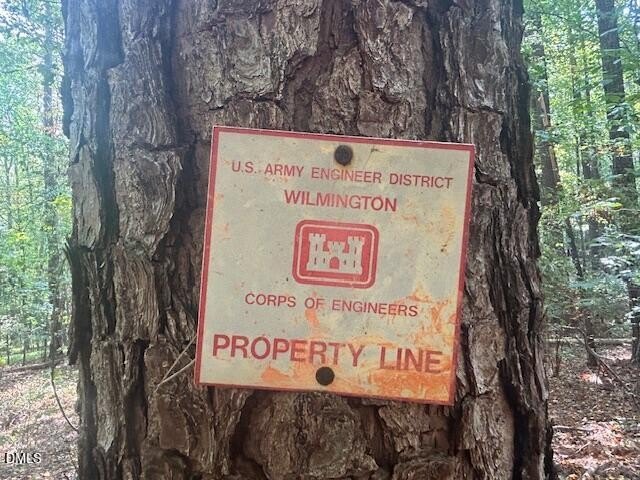 U.S. ARMY ENGINEER DISTRICT
WILMINGTON
CORPS OF ENGINEERS
PROPERTY LINE
DMLS